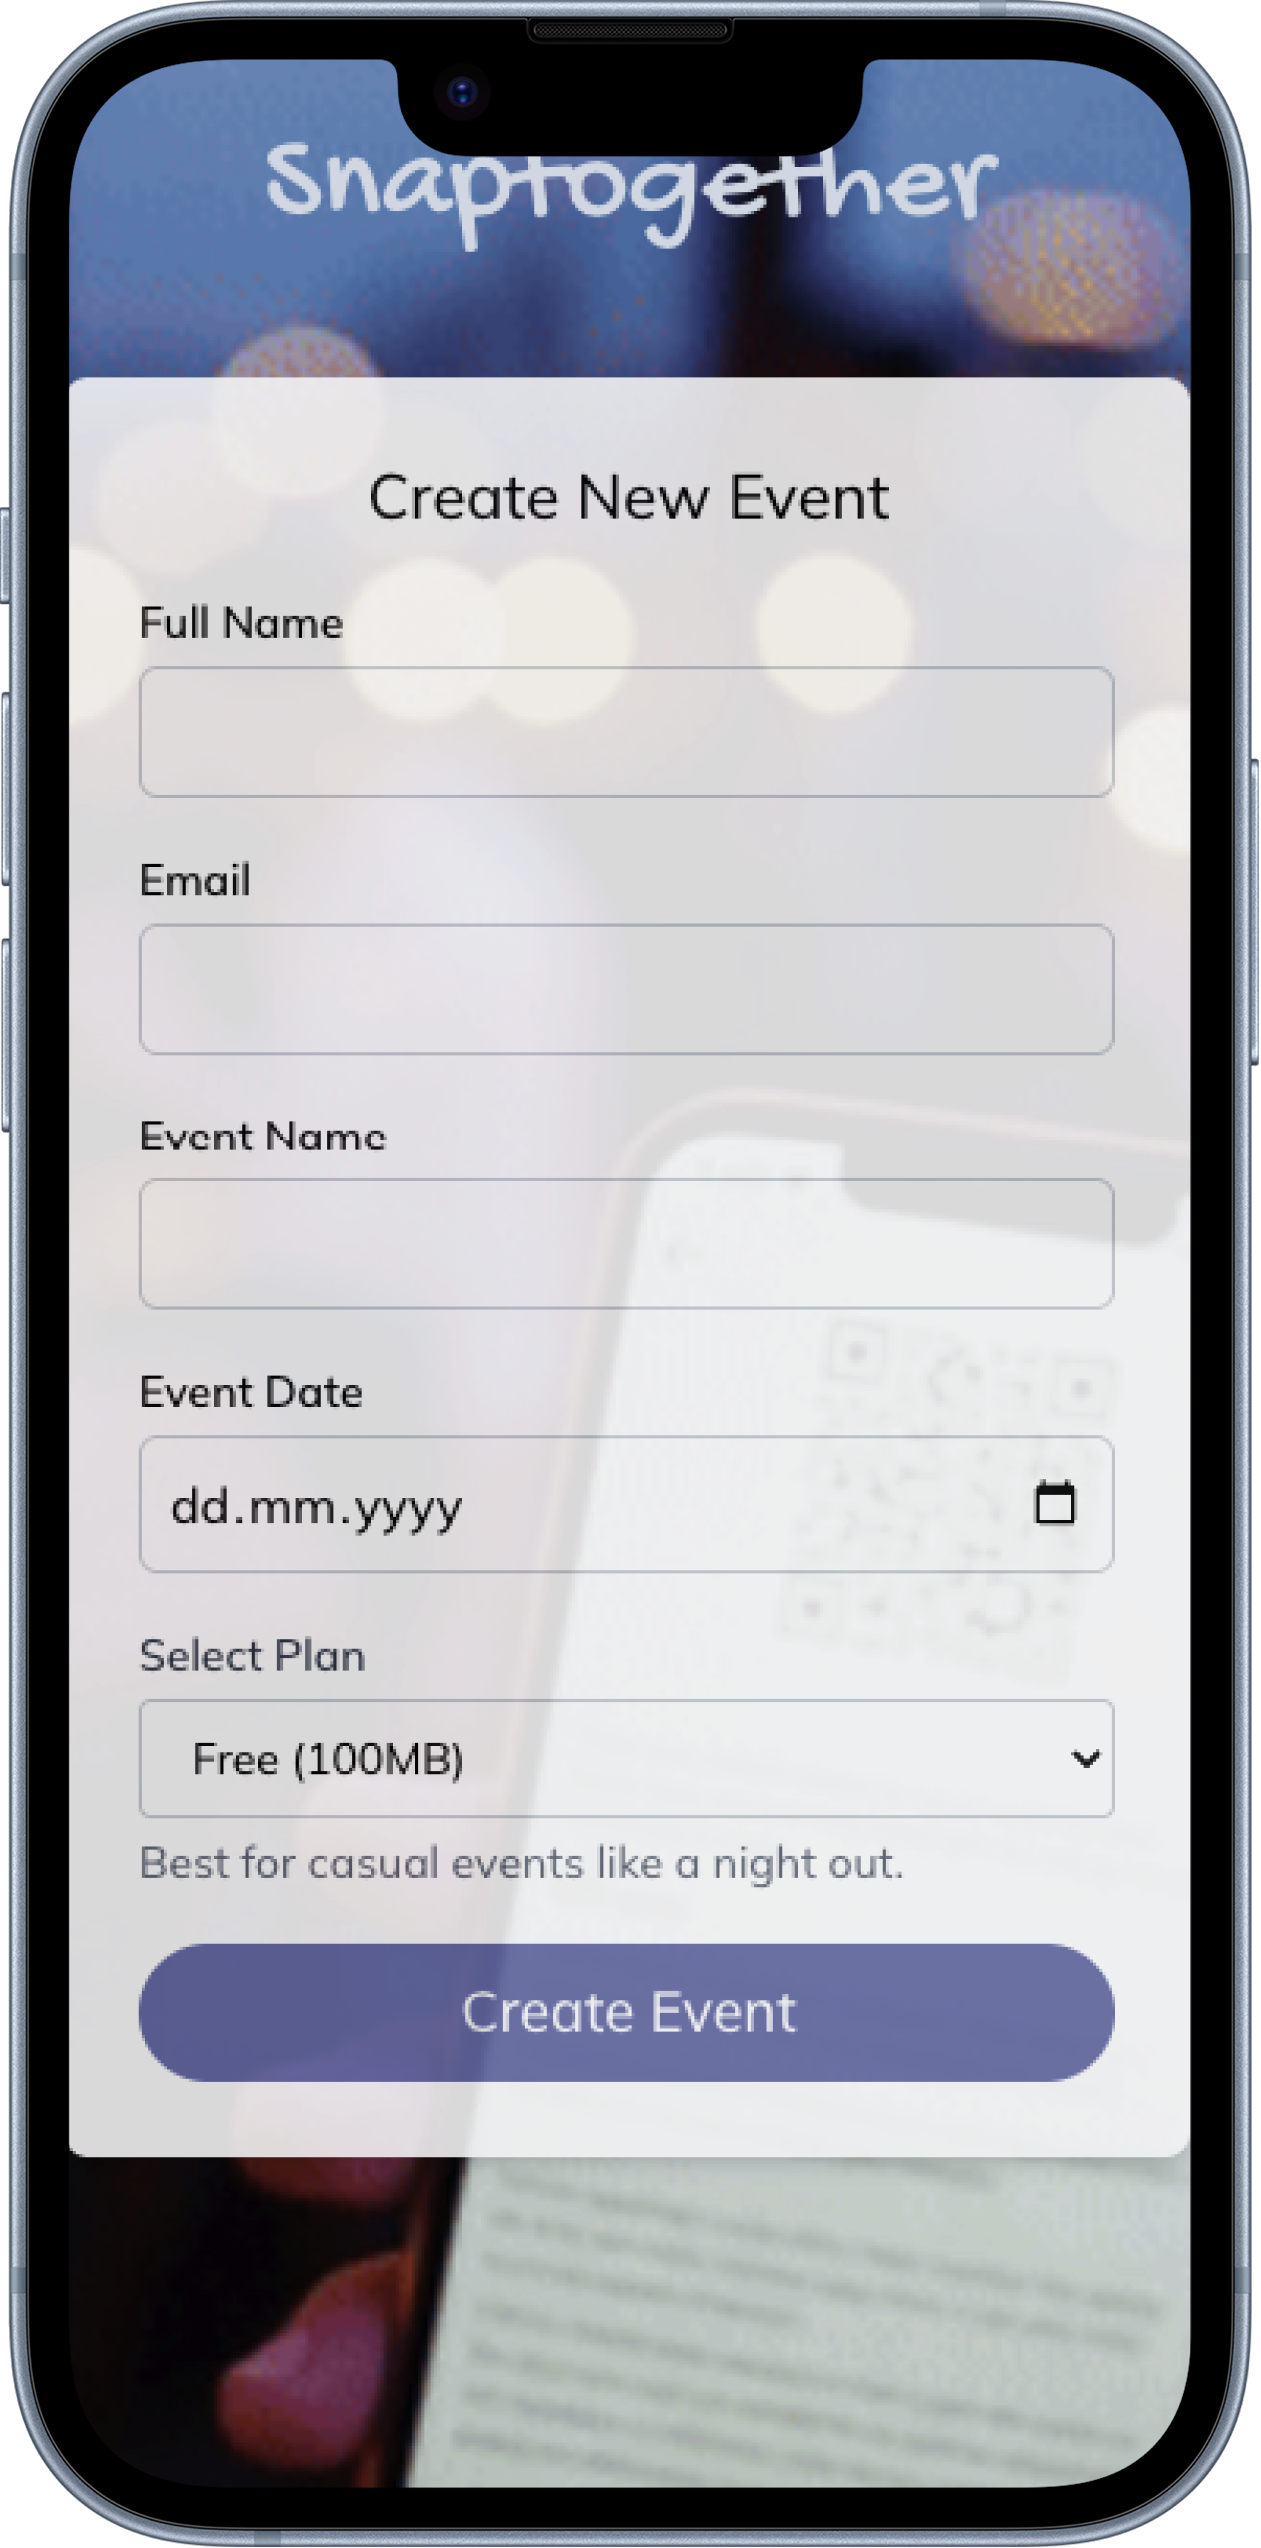 Snaptogether
Create New Event
Full Name
Email
Event Name
Event Date
dd.mm.yyyy
Select Plan
Free (100MB)
Best for casual events like a night out.
Create Event